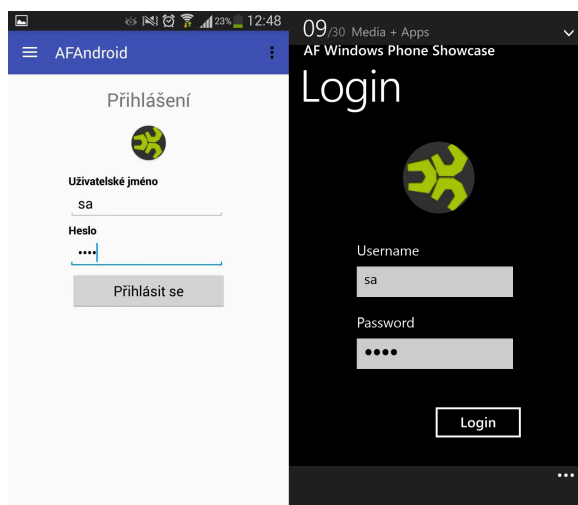 23% 12:48
AFAndroid
Přihlášení
Uživatelské jméno
sa
Heslo
••••
Přihlásit se
09/30 Media + Apps
AF Windows Phone Showcase
Login
Username
sa
Password
●●●●
Login